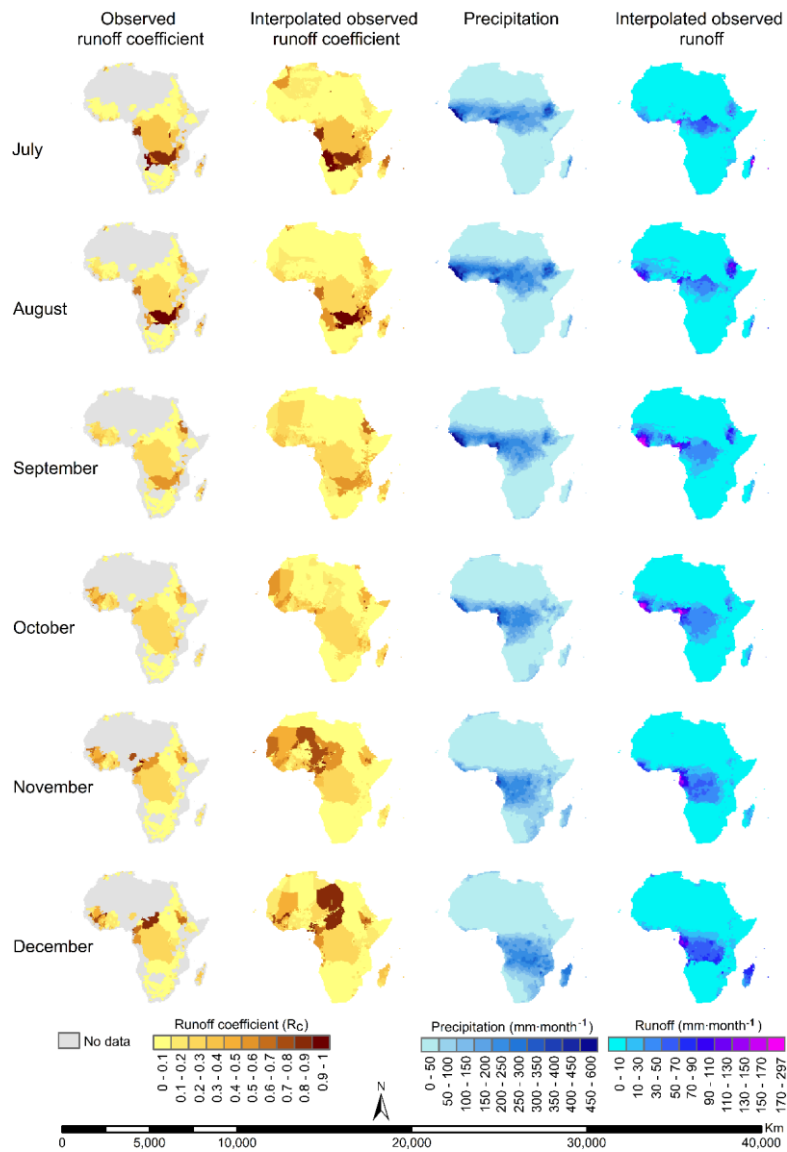 Observed runoff coefficient
Interpolated observed runoff coefficient
Precipitation
Interpolated observed runoff
July
August
September
October
November
December
No data
Runoff coefficient (RC)
0 - 0.1
0.1 - 0.2
0.2 - 0.3
0.3 - 0.4
0.4 - 0.5
0.5 - 0.6
0.6 - 0.7
0.7 - 0.8
0.8 - 0.9
0.9 - 1
Precipitation (mm·month-1)
0 - 50
50 - 100
100 - 150
150 - 200
200 - 250
250 - 300
300 - 350
350 - 400
400 - 450
450 - 600
Runoff (mm·month-1)
0 - 10
10 - 30
30 - 50
50 - 70
70 - 90
90 - 110
110 - 130
130 - 150
150 - 170
170 - 297
N
0
5,000
10,000
20,000
30,000
40,000
Km